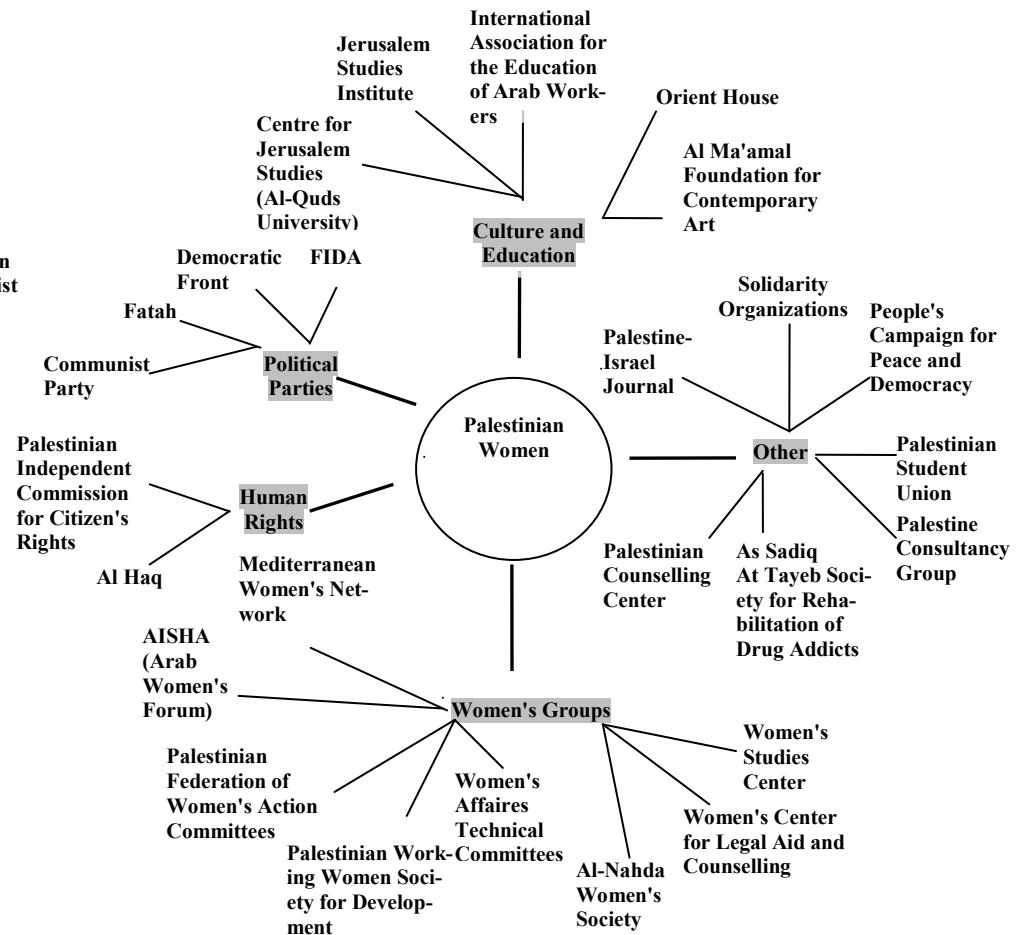 International
Association for
the Education
of Arab Work-
ers
Jerusalem
Studies
Institute
Centre for
Jerusalem
Studies
(Al-Quds
University)
Orient House
Al Ma'amal
Foundation for
Contemporary
Art
Culture and
Education
n
ist
Democratic
Front
FIDA
Fatah
Communist
Party
Political
Parties
Solidarity
Organizations
Palestine-
Israel
Journal
People's
Campaign for
Peace and
Democracy
Palestinian
Women
Other
Palestinian
Student
Union
Palestine
Consultancy
Group
Palestinian
Counselling
Center
As Sadiq
At Tayeb Soci-
ety for Reha-
bilitation of
Drug Addicts
Palestinian
Independent
Commission
for Citizen's
Rights
Human
Rights
Al Haq
Mediterranean
Women's Net-
work
AISHA
(Arab
Women's
Forum)
Women's Groups
Palestinian
Federation of
Women's Action
Committees
Palestinian Work-
ing Women Soci-
ety for Develop-
ment
Women's
Affaires
Technical
Committees
Al-Nahda
Women's
Society
Women's Center
for Legal Aid and
Counselling
Women's
Studies
Center